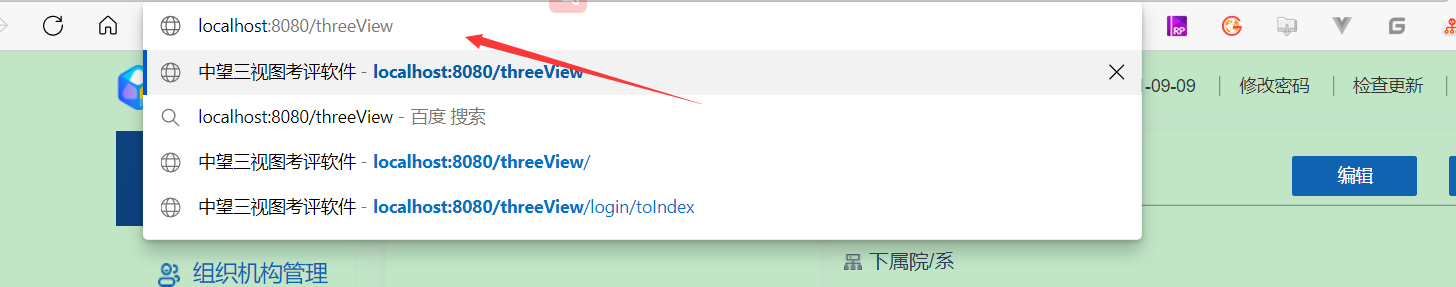 localhost:8080/threeView
RP
G
中望三视图考评软件 - localhost:8080/threeView
-09-09
修改密码
检查更新
localhost:8080/threeView - 百度 搜索
中望三视图考评软件 - localhost:8080/threeView/
编辑
中望三视图考评软件 - localhost:8080/threeView/login/toIndex
组织机构管理
下属院/系